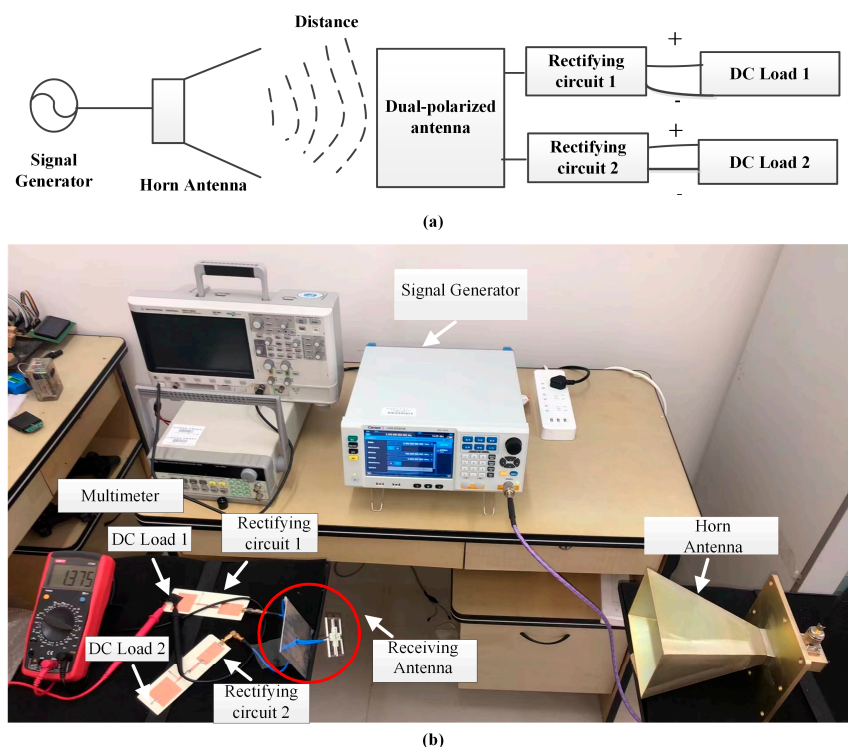 Distance
+
Rectifying
circuit 1
DC Load 1
-
Dual-polarized
antenna
+
Rectifying
circuit 2
DC Load 2
-
Signal
Generator
Horn Antenna
(a)
Signal Generator
Multimeter
Rectifying
circuit 1
DC Load 1
Horn
Antenna
1375
DC Load 2
Receiving
Antenna
Rectifying
circuit 2
(b)